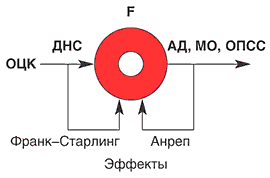 F
ДНС
АД, МО, ОПСС
ОЦК
Франк–Старлинг
Анреп
Эффекты